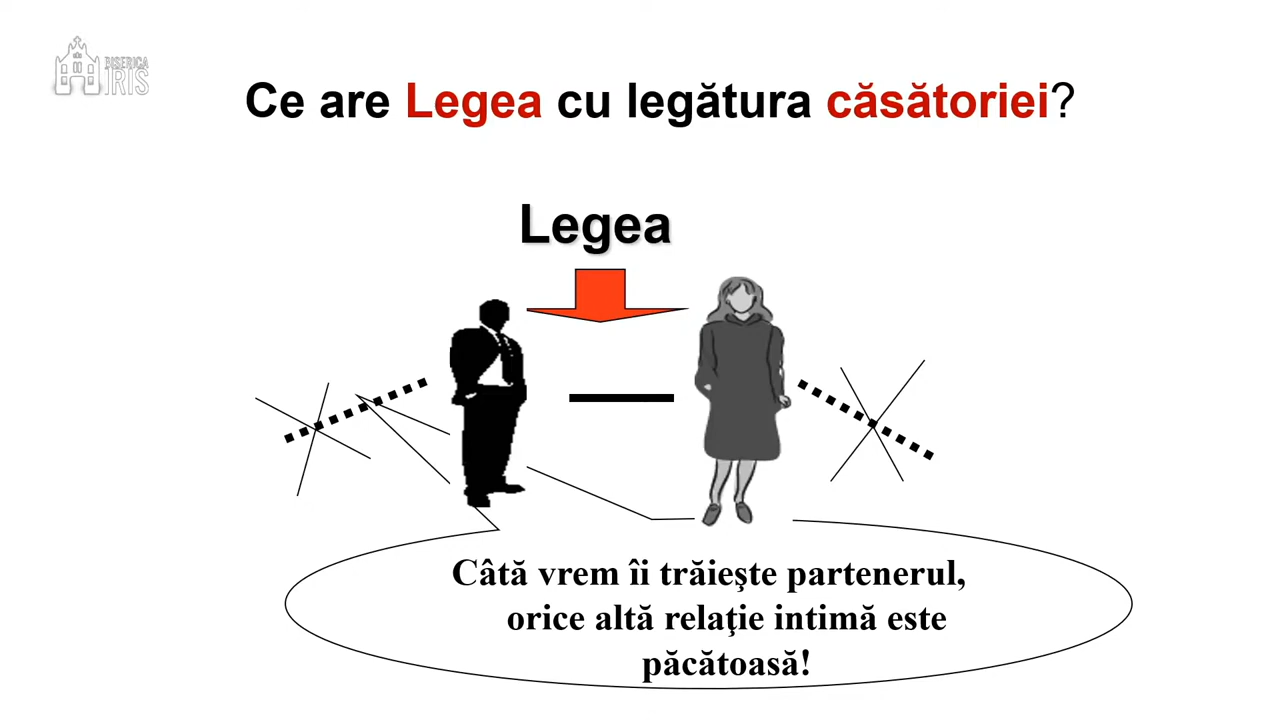 BISERICA
IRIS
Ce are Legea cu legătura căsătoriei?
Legea
Câtă vrem îi trăieşte partenerul,
orice altă relaţie intimă este
păcătoasă!